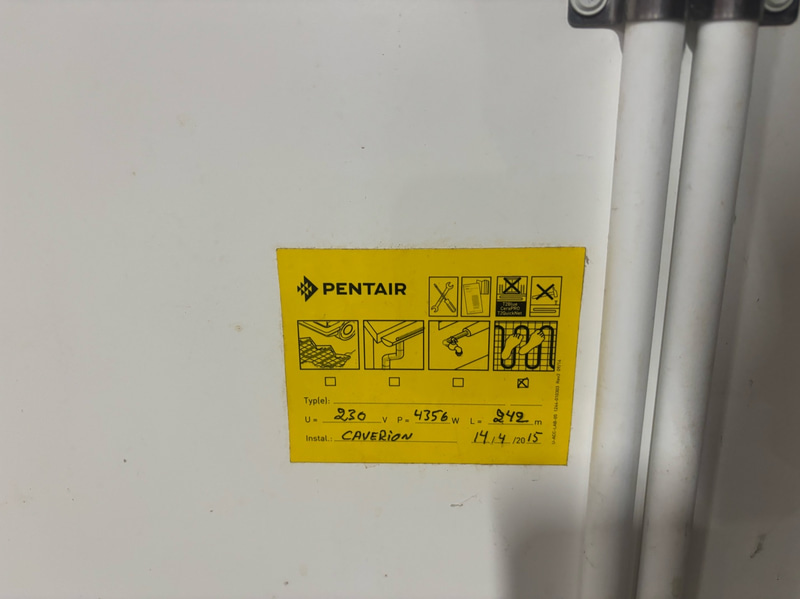 PENTAIR
Typ(e):
U = 230 V P = 4356 W L = 242 m
Instal.: CAVERION 14/4/2015